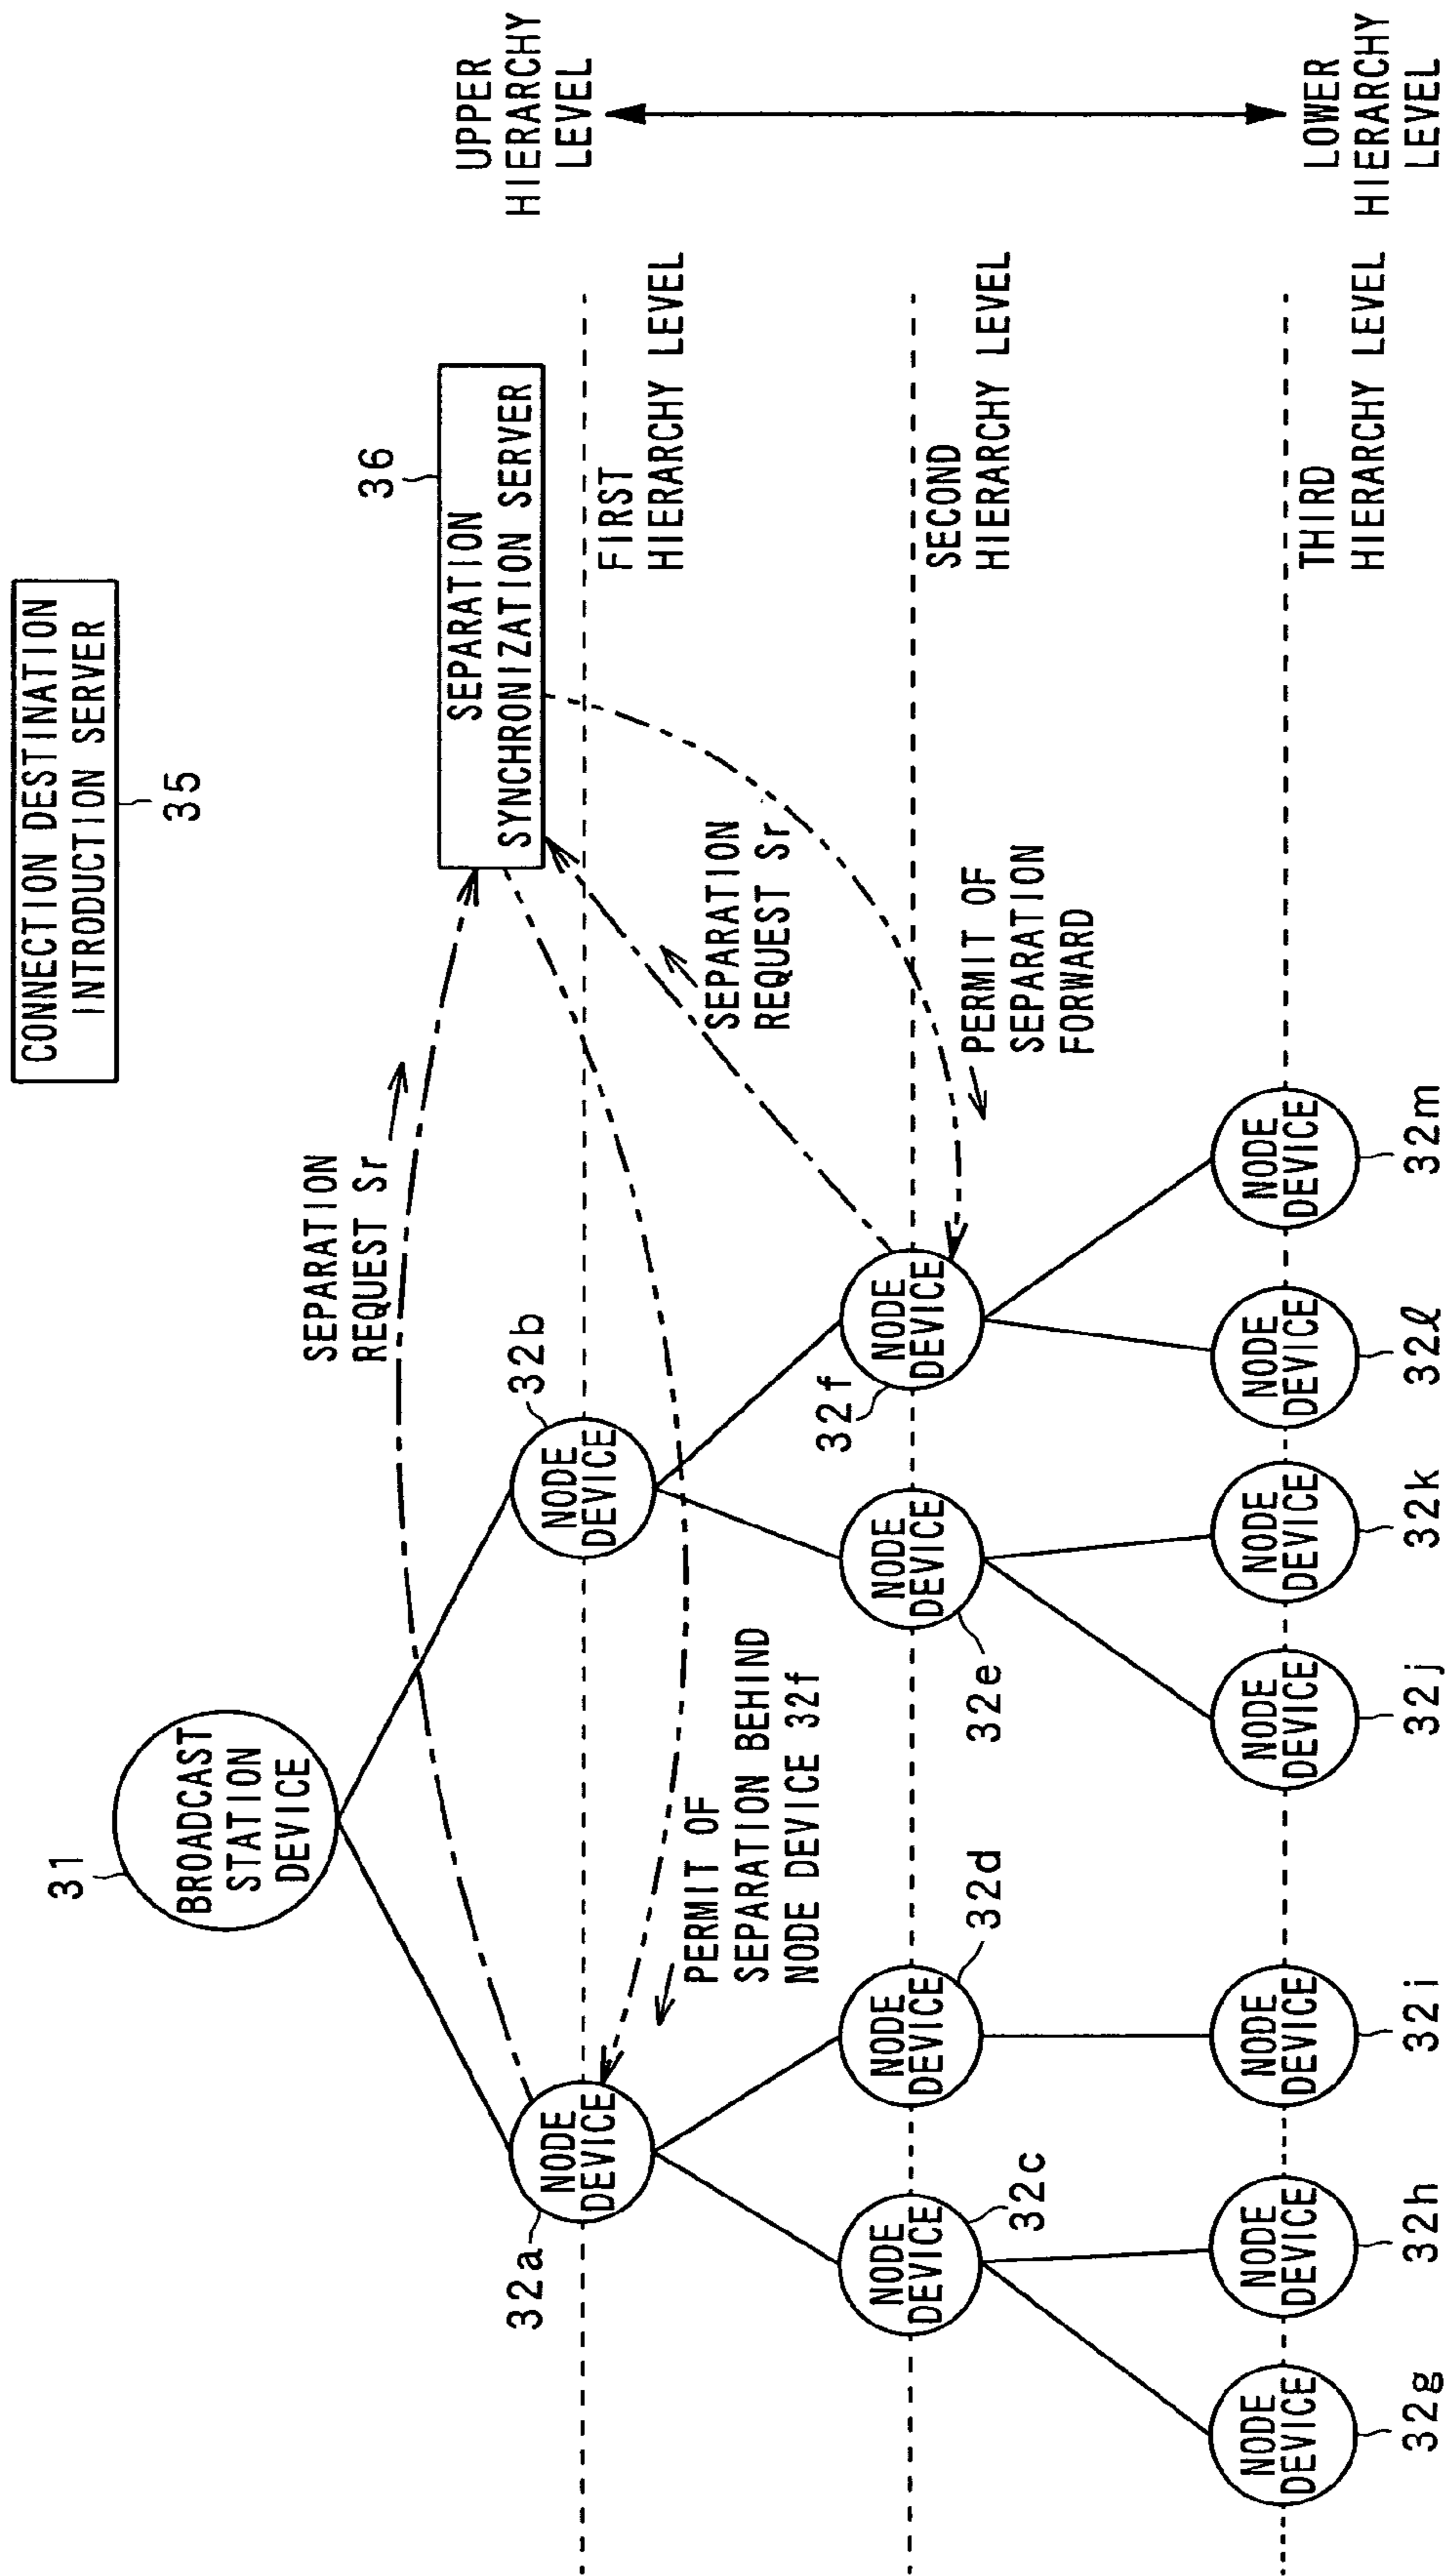 CONNECTION DESTINATION
INTRODUCTION SERVER
35
31
BROADCAST
STATION
DEVICE
SEPARATION
REQUEST Sr
36
SEPARATION
SYNCHRONIZATION SERVER
UPPER
HIERARCHY
LEVEL
32a
NODE
DEVICE
32b
NODE
DEVICE
FIRST
HIERARCHY LEVEL
PERMIT OF
SEPARATION BEHIND
NODE DEVICE 32f
SEPARATION
REQUEST Sr
NODE
DEVICE
32c
NODE
DEVICE
32d
NODE
DEVICE
32e
NODE
DEVICE
32f
SECOND
HIERARCHY LEVEL
PERMIT OF
SEPARATION
FORWARD
NODE
DEVICE
NODE
DEVICE
NODE
DEVICE
NODE
DEVICE
NODE
DEVICE
NODE
DEVICE
NODE
DEVICE
THIRD
HIERARCHY LEVEL
LOWER
HIERARCHY
LEVEL
32g
32h
32i
32j
32k
32ℓ
32m